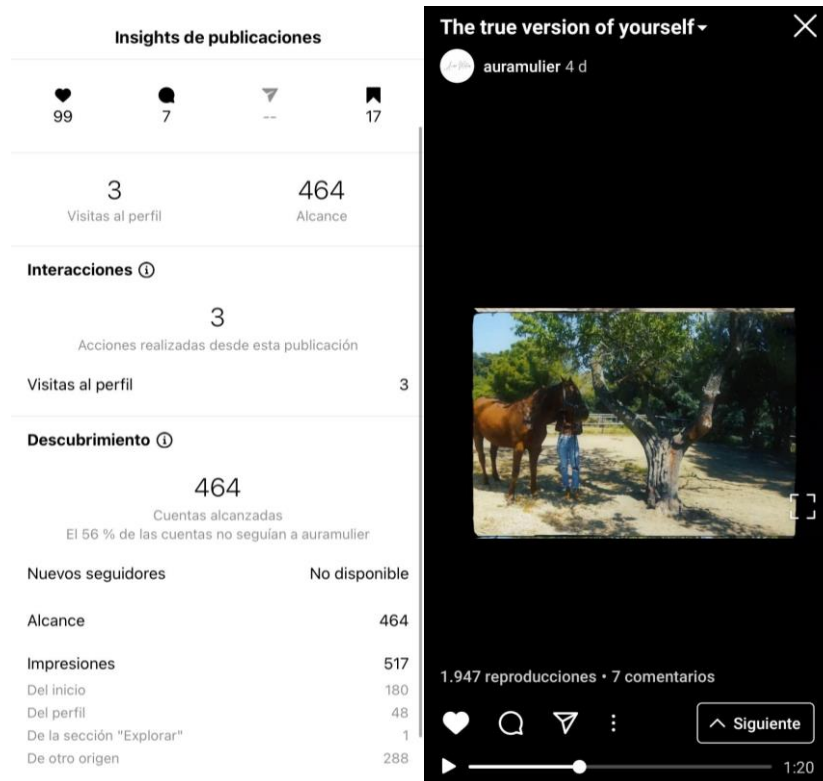 Insights de publicaciones
99 7 -- 17
3 464
Visitas al perfil Alcance
Interacciones
3
Acciones realizadas desde esta publicación
Visitas al perfil 3
Descubrimiento
464
Cuentas alcanzadas
El 56 % de las cuentas no seguían a auramulier
Nuevos seguidores No disponible
Alcance 464
Impresiones 517
Del inicio 180
Del perfil 48
De la sección "Explorar" 1
De otro origen 288
The true version of yourself
auramulier 4 d
1.947 reproducciones • 7 comentarios
Siguiente
1:20